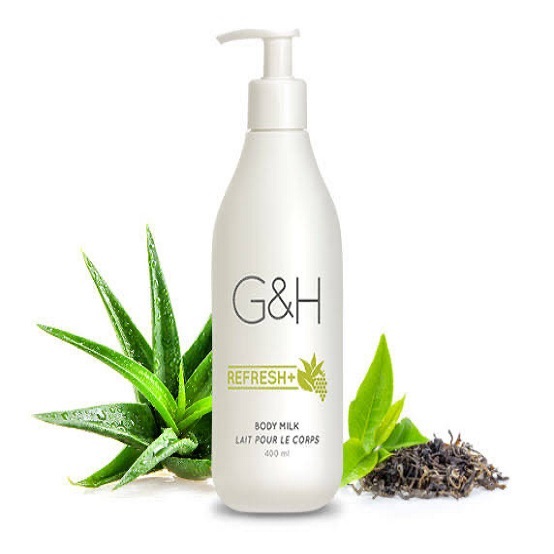 G&H
REFRESH+
BODY MILK
LAIT POUR LE CORPS
400 ml